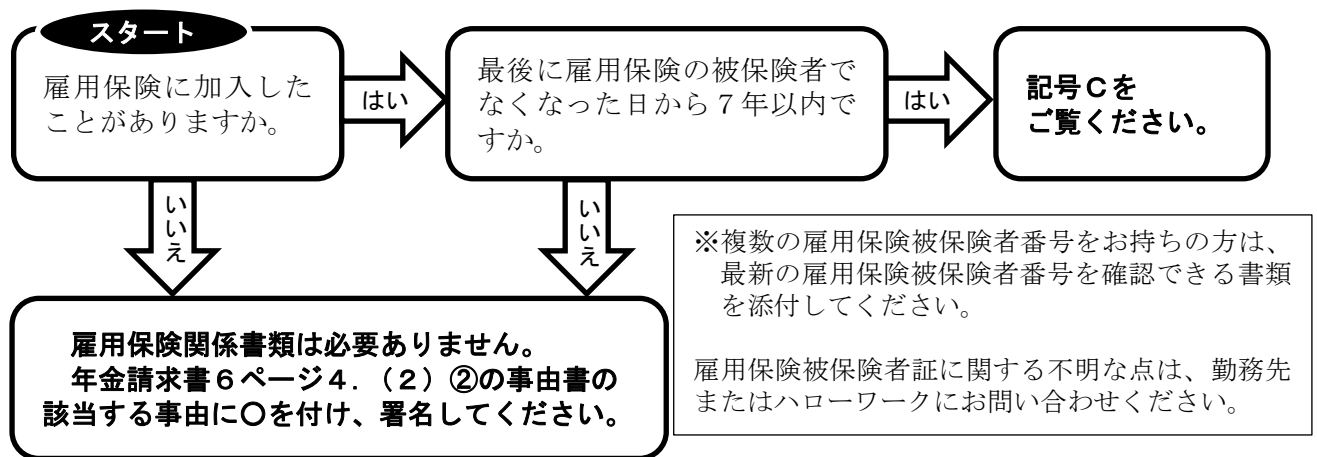 スタート
雇用保険に加入した
ことがありますか。
はい
最後に雇用保険の被保険者で
なくなった日から７年以内で
すか。
はい
記号Ｃを
ご覧ください。
いいえ
いいえ
雇用保険関係書類は必要ありません。
年金請求書６ページ４．（２）②の事由書の
該当する事由に〇を付け、署名してください。
※複数の雇用保険被保険者番号をお持ちの方は、
最新の雇用保険被保険者番号を確認できる書類
を添付してください。
雇用保険被保険者証に関する不明な点は、勤務先
またはハローワークにお問い合わせください。